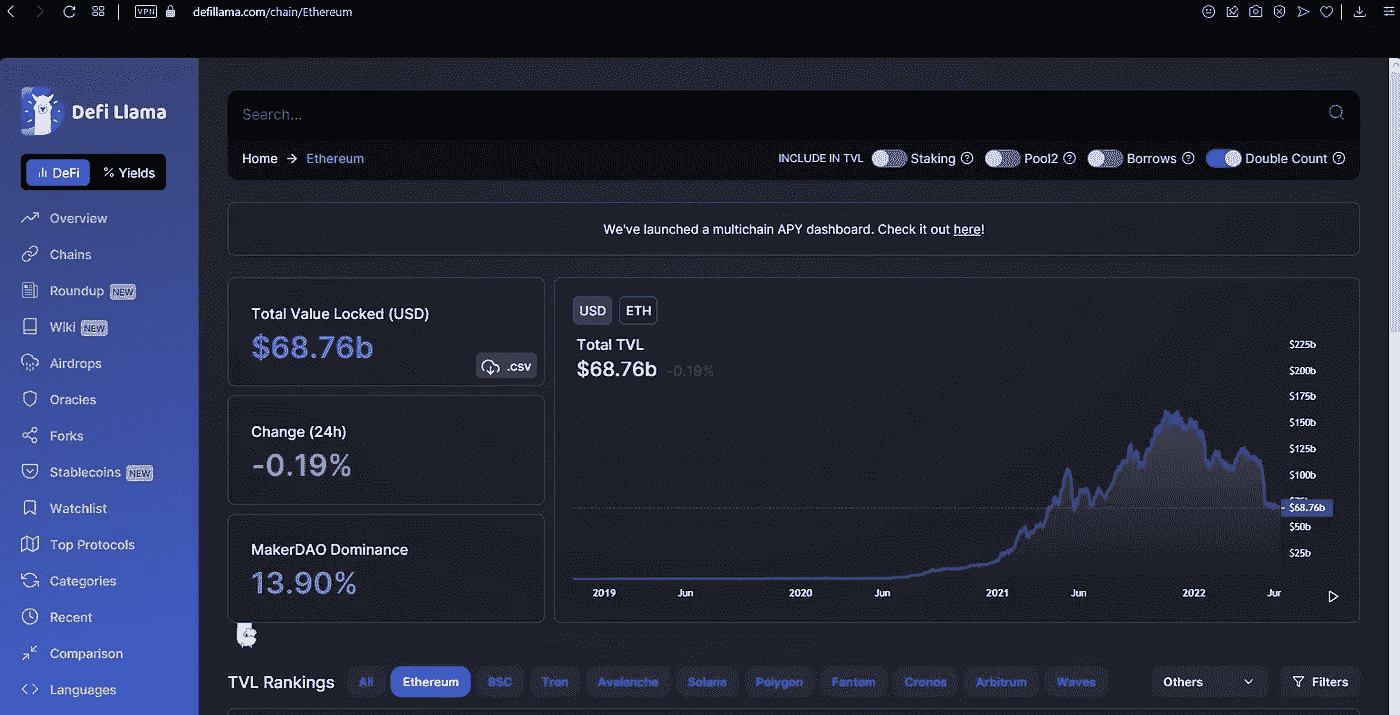 VPN defillama.com/chain/Ethereum
Defi Llama
DeFi % Yields
Overview
Chains
Roundup NEW
Wiki NEW
Airdrops
Oracles
Forks
Stablecoins NEW
Watchlist
Top Protocols
Categories
Recent
Comparison
Languages
Search...
Home → Ethereum
INCLUDE IN TVL Staking Pool2 Borrows Double Count
We've launched a multichain APY dashboard. Check it out here!
Total Value Locked (USD)
$68.76b
.csv
Change (24h)
-0.19%
MakerDAO Dominance
13.90%
USD ETH
Total TVL
$68.76b -0.19%
$225b
$200b
$175b
$150b
$125b
$100b
$68.76b
$50b
$25b
2019 Jun 2020 Jun 2021 Jun 2022 Jur
TVL Rankings All Ethereum BSC Tron Avalanche Solana Polygon Fantom Cronos Arbitrum Waves Others Filters